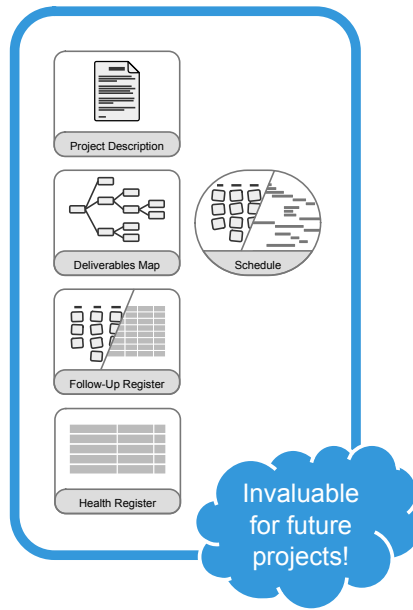 Project Description
Deliverables Map
Schedule
Follow-Up Register
Health Register
Invaluable
for future
projects!